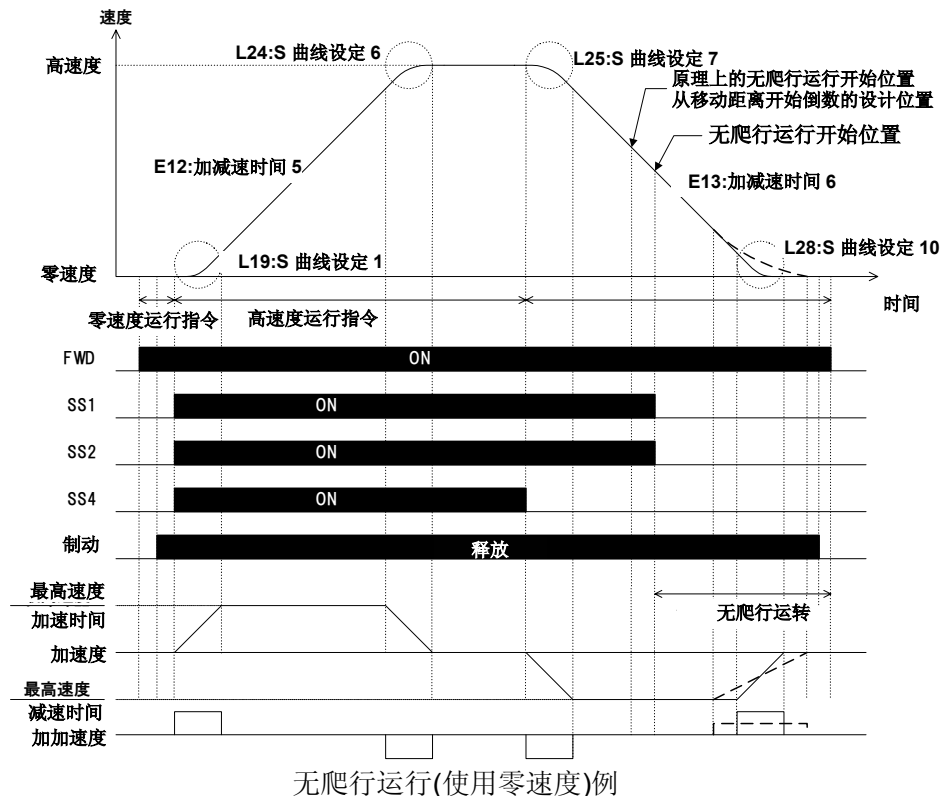 速度
L24:S 曲线设定 6
L25:S 曲线设定 7
高速度
原理上的无爬行运行开始位置
从移动距离开始倒数的设计位置
无爬行运行开始位置
E12:加减速时间 5
E13:加减速时间 6
L19:S 曲线设定 1
L28:S 曲线设定 10
零速度
时间
零速度运行指令
高速度运行指令
FWD
ON
SS1
ON
SS2
ON
SS4
ON
制动
释放
最高速度
加速时间
无爬行运转
加速度
最高速度
减速时间
加加速度
无爬行运行(使用零速度)例